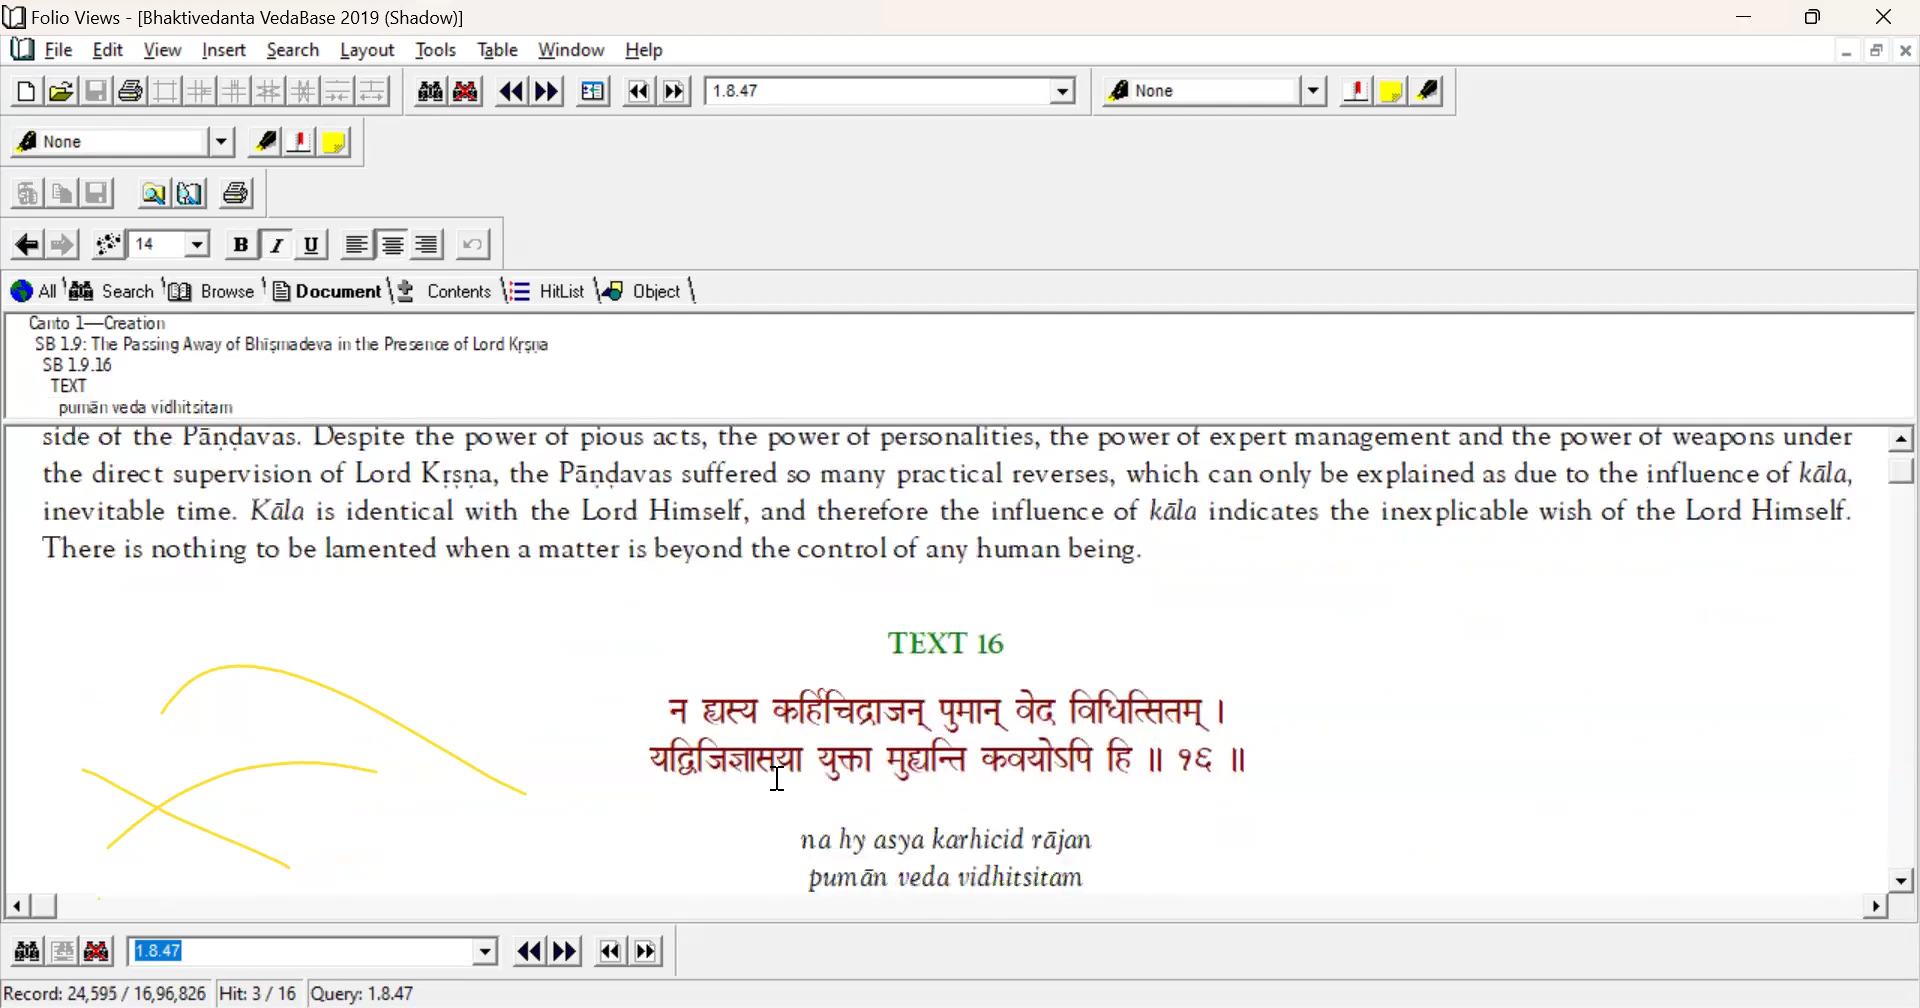 Folio Views - [Bhaktivedanta VedaBase 2019 (Shadow)]
File Edit View Insert Search Layout Tools Table Window Help
1.8.47 None
None
14 B I U
All Search Browse Document Contents HitList Object
Canto 1—Creation
SB 1.9: The Passing Away of Bhīṣmadeva in the Presence of Lord Kṛṣṇa
SB 1.9.16
TEXT
pumān veda vidhitsitam
side of the Pāṇḍavas. Despite the power of pious acts, the power of personalities, the power of expert management and the power of weapons under
the direct supervision of Lord Kṛṣṇa, the Pāṇḍavas suffered so many practical reverses, which can only be explained as due to the influence of kāla,
inevitable time. Kāla is identical with the Lord Himself, and therefore the influence of kāla indicates the inexplicable wish of the Lord Himself.
There is nothing to be lamented when a matter is beyond the control of any human being.
TEXT 16
न ह्यस्य कर्हिचिद्राजन् पुमान् वेद विधित्सितम् ।
यद्विजिज्ञासया युक्ता मुह्यन्ति कवयोऽपि हि ॥ १६ ॥
na hy asya karhicid rājan
pumān veda vidhitsitam
1.8.47
Record: 24,595 / 16,96,826 Hit: 3 / 16 Query: 1.8.47